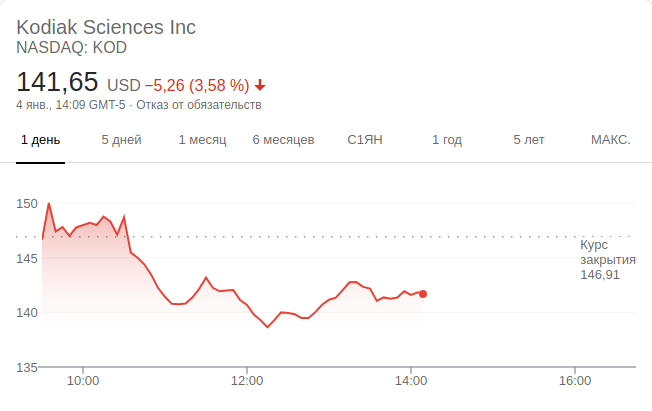 Kodiak Sciences Inc
NASDAQ: KOD
141,65 USD −5,26 (3,58 %)
4 янв., 14:09 GMT-5 · Отказ от обязательств
1 день 5 дней 1 месяц 6 месяцев С1ЯН 1 год 5 лет МАКС.
150
Курс
закрытия
145
146,91
140
135
10:00 12:00 14:00 16:00